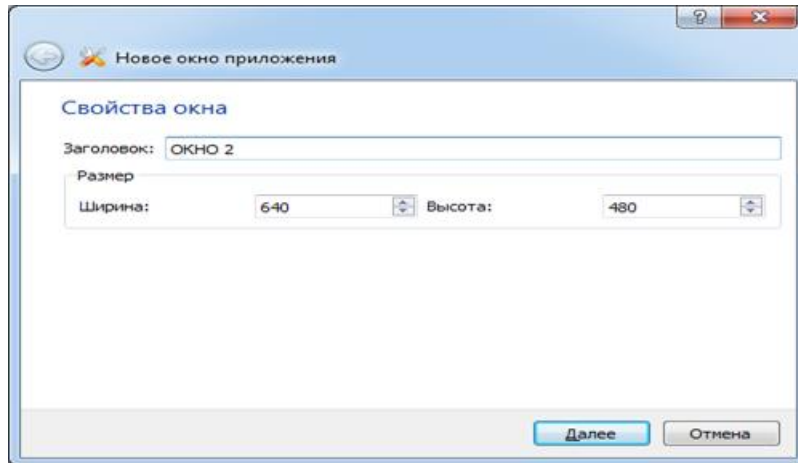 Новое окно приложения
Свойства окна
Заголовок: ОКНО 2
Размер
Ширина: 640 Высота: 480
Далее Отмена